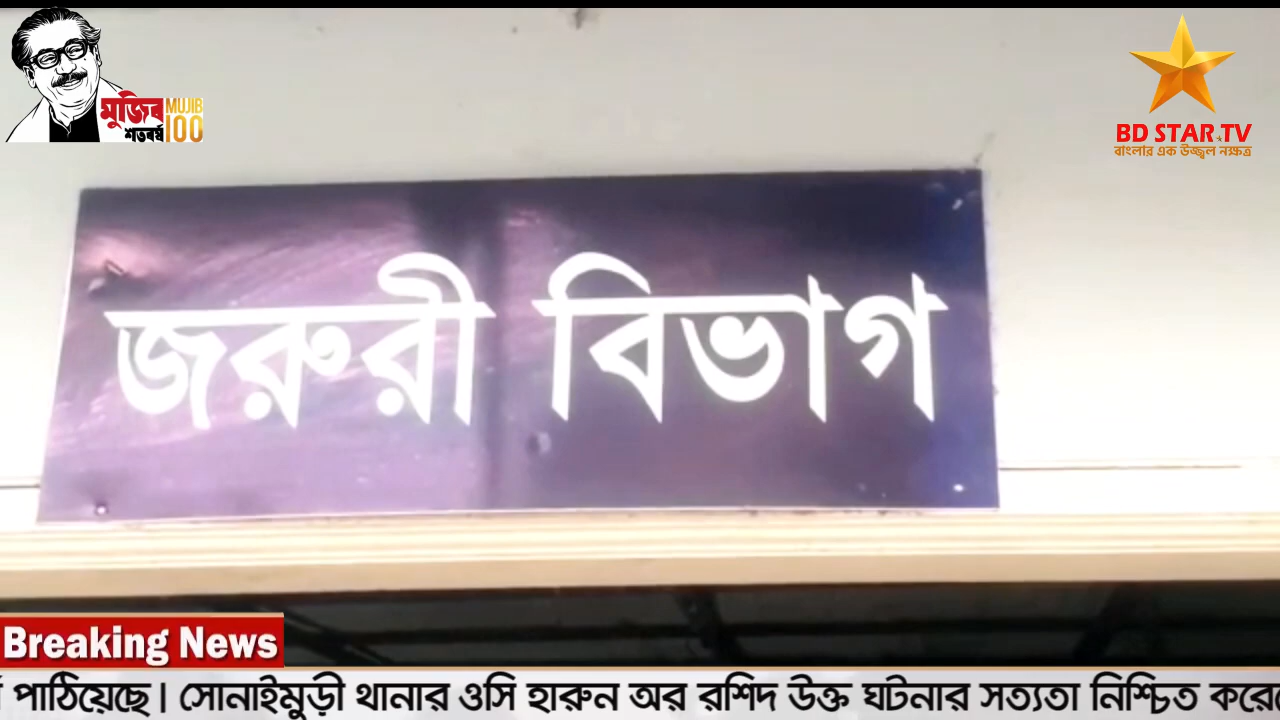 মুজিব MUJIB
শতবর্ষ 100
BD STAR TV
বাংলার এক উজ্জ্বল নক্ষত্র
জরুরী বিভাগ
Breaking News
পাঠিয়েছে। সোনাইমুড়ী থানার ওসি হারুন অর রশিদ উক্ত ঘটনার সত্যতা নিশ্চিত